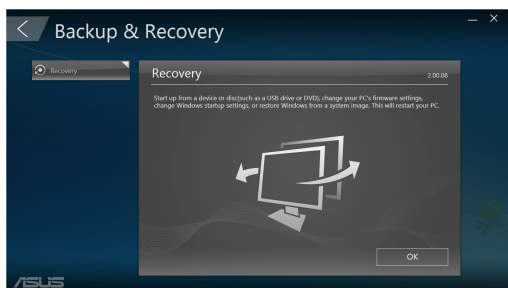 Backup & Recovery
Recovery
Recovery
2.00.08
Start up from a device or disc(such as a USB drive or DVD), change your PC's firmware settings,
change Windows startup settings, or restore Windows from a system image. This will restart your PC.
OK
ASUS